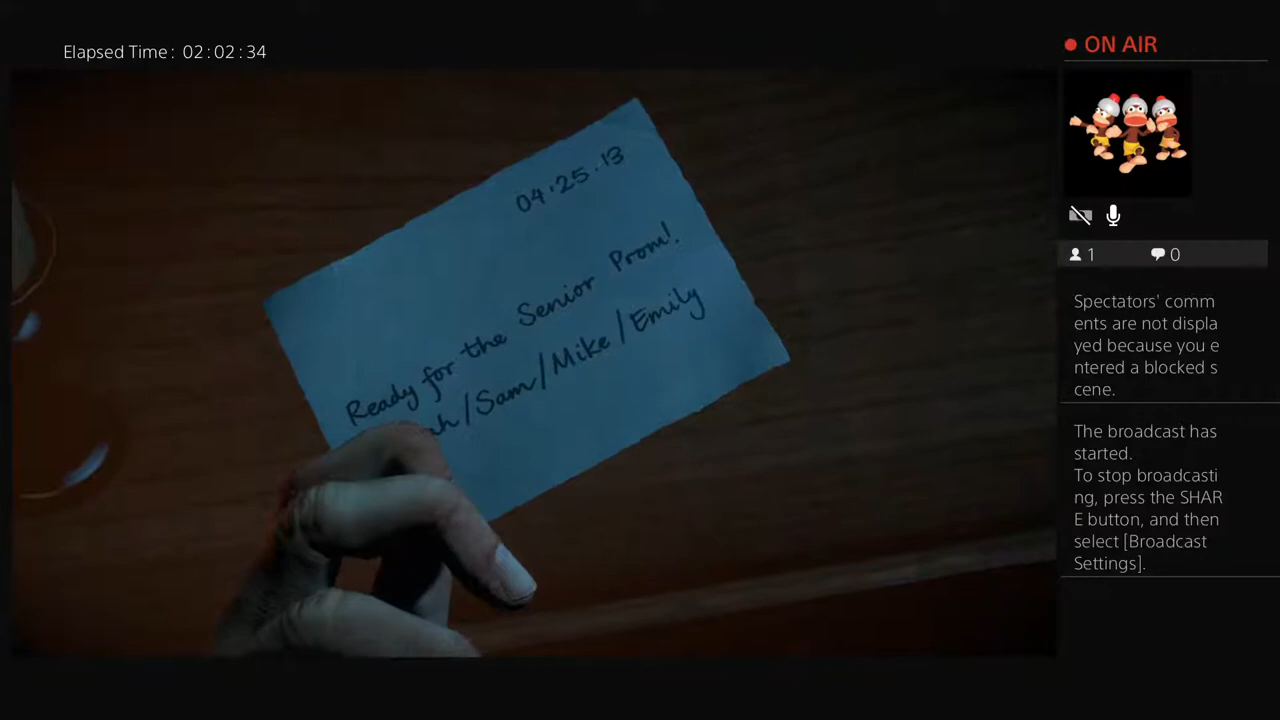 Elapsed Time: 02:02:34
ON AIR
04.25.13
Ready for the Senior Prom!
ah/Sam/Mike/Emily
1
0
Spectators' comm
ents are not displa
yed because you e
ntered a blocked s
cene.
The broadcast has
started.
To stop broadcasti
ng, press the SHAR
E button, and then
select [Broadcast
Settings].